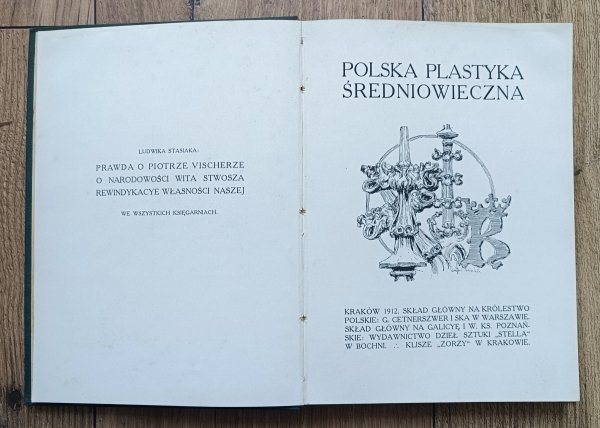 LUDWIKA STASIAKA:
PRAWDA O PIOTRZE VISCHERZE
O NARODOWOŚCI WITA STWOSZA
REWINDYKACYE WŁASNOŚCI NASZEJ
WE WSZYSTKICH KSIĘGARNIACH.
POLSKA PLASTYKA
ŚREDNIOWIECZNA
KRAKÓW 1912. SKŁAD GŁÓWNY NA KRÓLESTWO
POLSKIE: G. CETNERSZWER I SKA W WARSZAWIE.
SKŁAD GŁÓWNY NA GALICYĘ I W. KS. POZNAŃ-
SKIE: WYDAWNICTWO DZIEŁ SZTUKI „STELLA"
W BOCHNI. ∴ KLISZE „ZORZY" W KRAKOWIE.